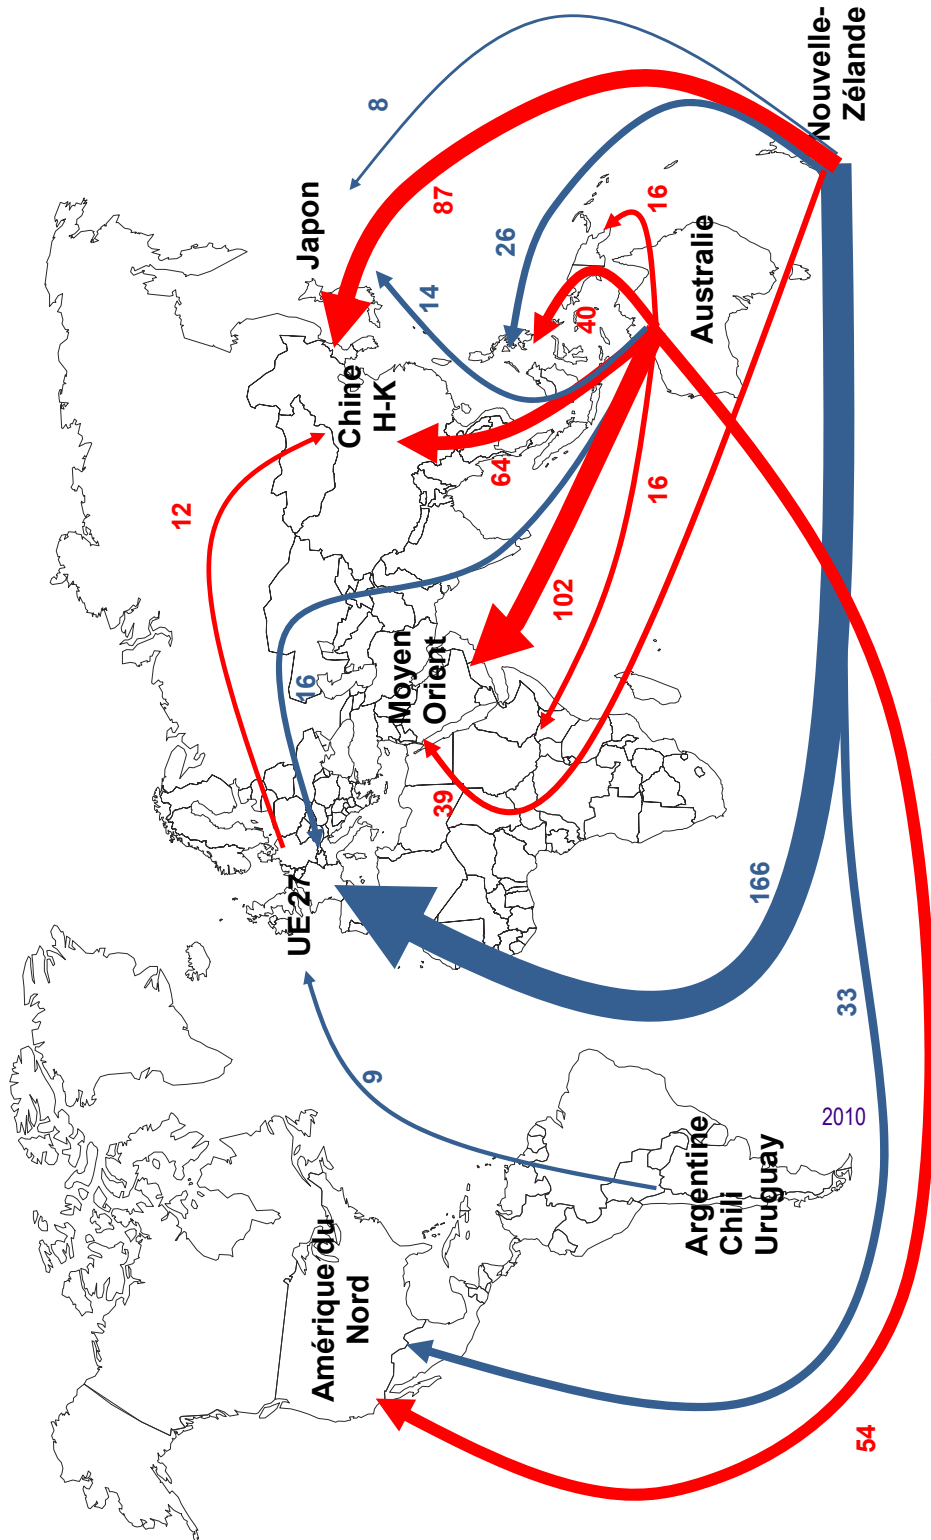 Amérique du
Nord
UE 27
Moyen
Orient
Chine
H-K
Japon
Argentine
Chili
Uruguay
Australie
Nouvelle-
Zélande
12
16
9
39
102
64
14
87
8
26
40
16
16
166
33
54
2010